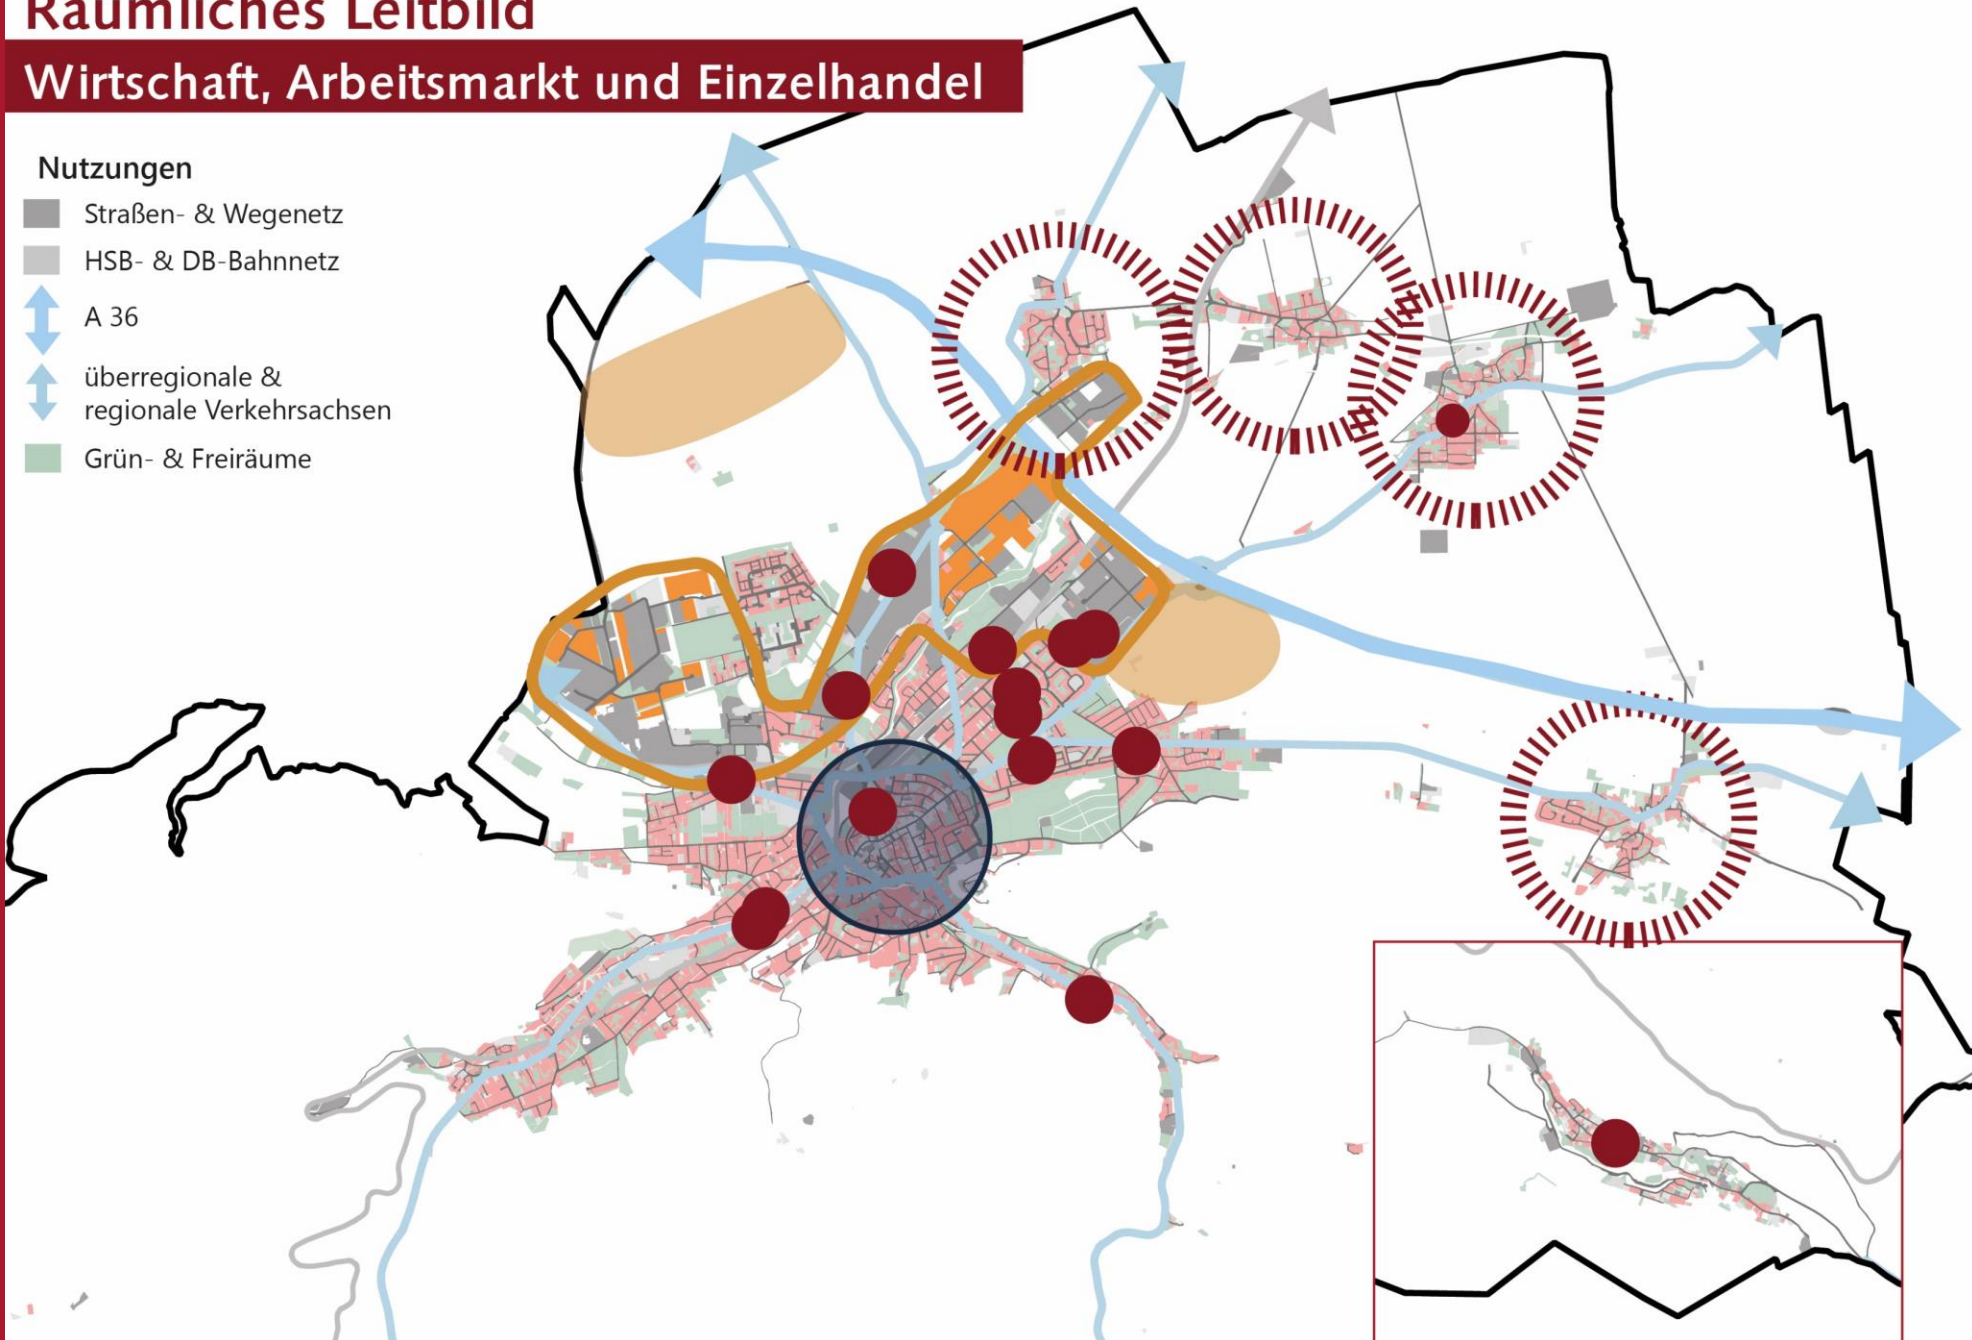 Räumliches Leitbild
Wirtschaft, Arbeitsmarkt und Einzelhandel
Nutzungen
Straßen- & Wegenetz
HSB- & DB-Bahnnetz
A 36
überregionale &
regionale Verkehrsachsen
Grün- & Freiräume